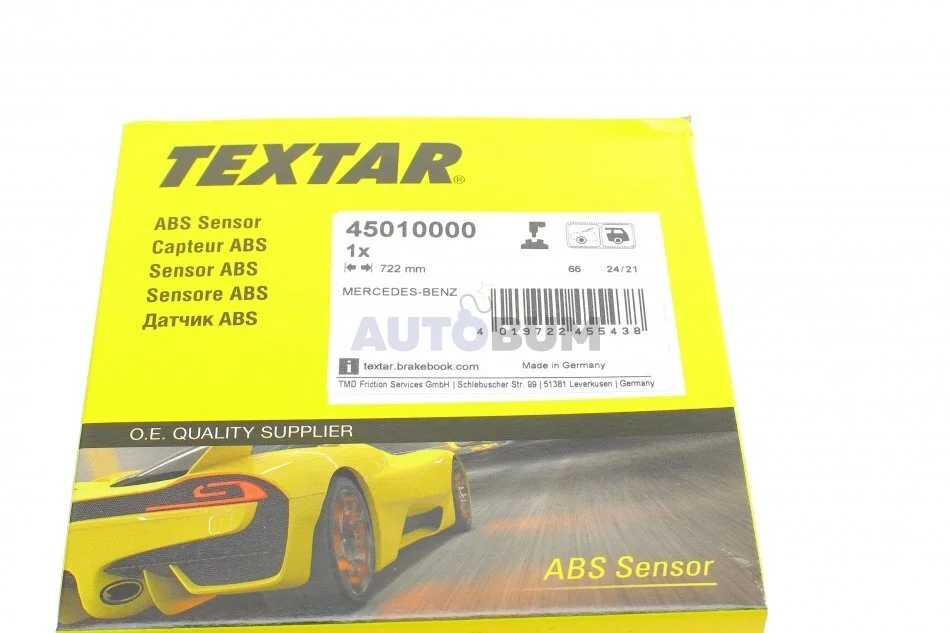 TEXTAR®
ABS Sensor
Capteur ABS
Sensor ABS
Sensore ABS
Датчик ABS
45010000
1x
722 mm
66 24/21
MERCEDES-BENZ
AUTOBUM
4 019722 455438
i textar.brakebook.com Made in Germany
TMD Friction Services GmbH | Schlebuscher Str. 99 | 51381 Leverkusen | Germany
O.E. QUALITY SUPPLIER
ABS Sensor